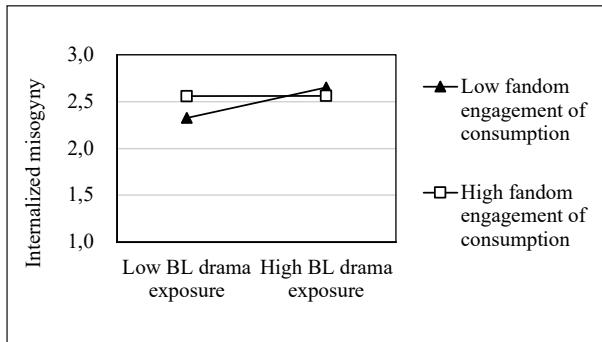 Internalized misogyny
3,0
2,5
2,0
1,5
1,0
Low BL drama
exposure
High BL drama
exposure
Low fandom
engagement of
consumption
High fandom
engagement of
consumption